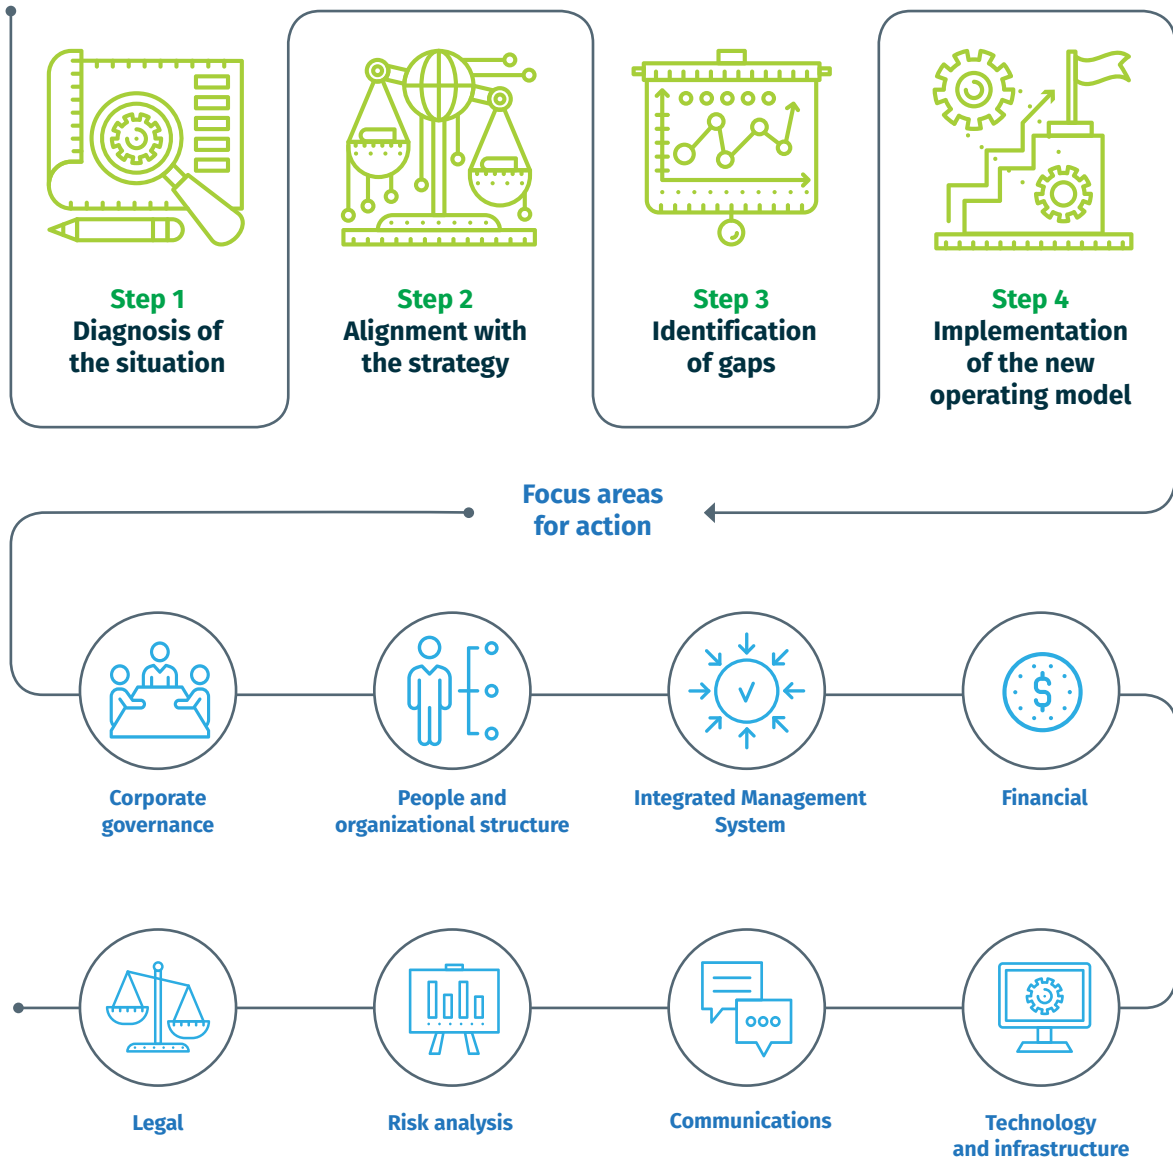 Step 1
Diagnosis of
the situation
Step 2
Alignment with
the strategy
Step 3
Identification
of gaps
Step 4
Implementation
of the new
operating model
Focus areas
for action
Corporate
governance
People and
organizational structure
Integrated Management
System
$
Financial
Legal
Risk analysis
Communications
Technology
and infrastructure